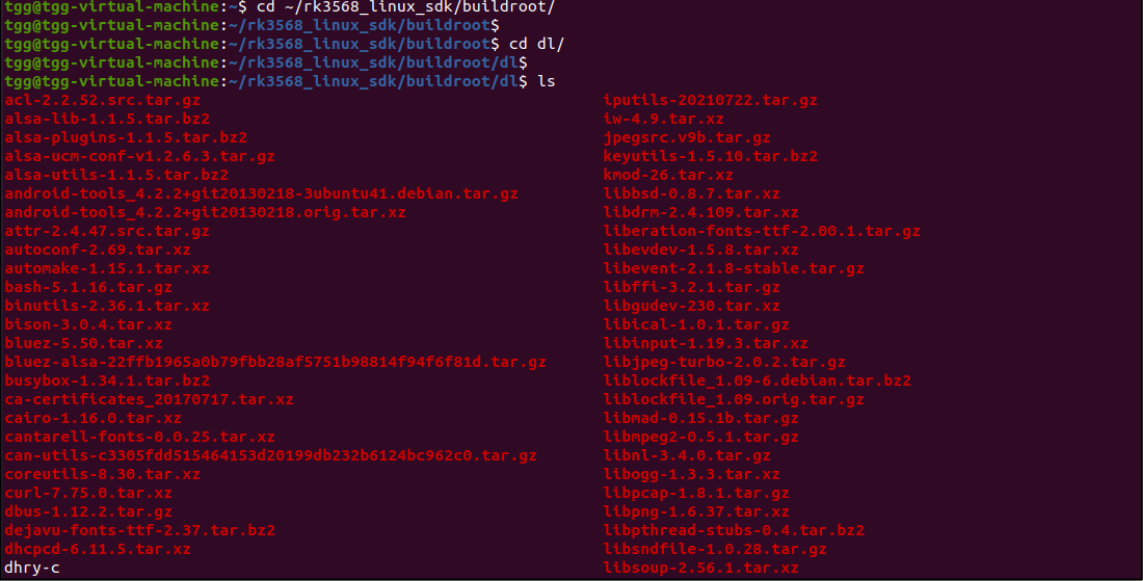 tgg@tgg-virtual-machine:~$ cd ~/rk3568_linux_sdk/buildroot/
tgg@tgg-virtual-machine:~/rk3568_linux_sdk/buildroot$
tgg@tgg-virtual-machine:~/rk3568_linux_sdk/buildroot$ cd dl/
tgg@tgg-virtual-machine:~/rk3568_linux_sdk/buildroot/dl$
tgg@tgg-virtual-machine:~/rk3568_linux_sdk/buildroot/dl$ ls
acl-2.2.52.src.tar.gz iputils-20210722.tar.gz
alsa-lib-1.1.5.tar.bz2 iw-4.9.tar.xz
alsa-plugins-1.1.5.tar.bz2 jpegsrc.v9b.tar.gz
alsa-ucm-conf-v1.2.6.3.tar.gz keyutils-1.5.10.tar.bz2
alsa-utils-1.1.5.tar.bz2 kmod-26.tar.xz
android-tools_4.2.2+git20130218-3ubuntu41.debian.tar.gz libbsd-0.8.7.tar.xz
android-tools_4.2.2+git20130218.orig.tar.xz libdrm-2.4.109.tar.xz
attr-2.4.47.src.tar.gz liberation-fonts-ttf-2.00.1.tar.gz
autoconf-2.69.tar.xz libevdev-1.5.8.tar.xz
automake-1.15.1.tar.xz libevent-2.1.8-stable.tar.gz
bash-5.1.16.tar.gz libffi-3.2.1.tar.gz
binutils-2.36.1.tar.xz libgudev-230.tar.xz
bison-3.0.4.tar.xz libical-1.0.1.tar.gz
bluez-5.50.tar.xz libinput-1.19.3.tar.xz
bluez-alsa-22ffb1965a0b79fbb28af5751b98814f94f6f81d.tar.gz libjpeg-turbo-2.0.2.tar.gz
busybox-1.34.1.tar.bz2 liblockfile_1.09-6.debian.tar.bz2
ca-certificates_20170717.tar.xz liblockfile_1.09.orig.tar.gz
cairo-1.16.0.tar.xz libmad-0.15.1b.tar.gz
cantarell-fonts-0.0.25.tar.xz libmpeg2-0.5.1.tar.gz
can-utils-c3305fdd515464153d20199db232b6124bc962c0.tar.gz libnl-3.4.0.tar.gz
coreutils-8.30.tar.xz libogg-1.3.3.tar.xz
curl-7.75.0.tar.xz libpcap-1.8.1.tar.gz
dbus-1.12.2.tar.gz libpng-1.6.37.tar.xz
dejavu-fonts-ttf-2.37.tar.bz2 libpthread-stubs-0.4.tar.bz2
dhcpcd-6.11.5.tar.xz libsndfile-1.0.28.tar.gz
dhry-c libsoup-2.56.1.tar.xz